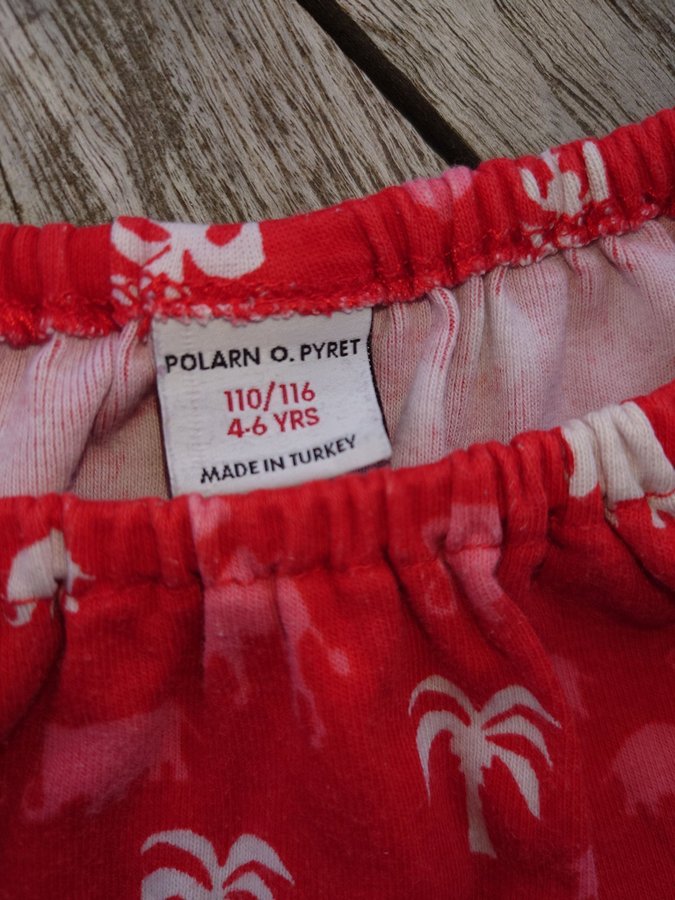 POLARN O. PYRET
110/116
4-6 YRS
MADE IN TURKEY